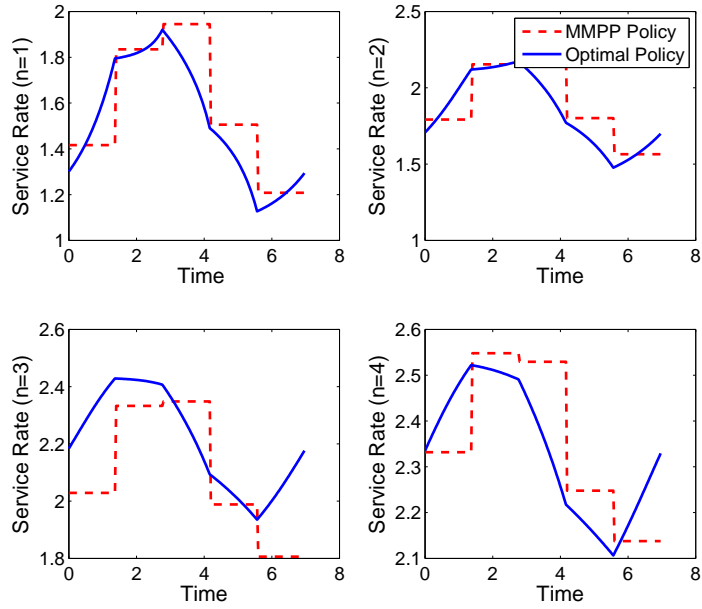 2
1.8
1.6
1.4
1.2
1
0 2 4 6 8
Time
Service Rate (n=1)
2.5
2
1.5
1
0 2 4 6 8
Time
Service Rate (n=2)
MMPP Policy
Optimal Policy
2.6
2.4
2.2
2
1.8
0 2 4 6 8
Time
Service Rate (n=3)
2.6
2.5
2.4
2.3
2.2
2.1
0 2 4 6 8
Time
Service Rate (n=4)